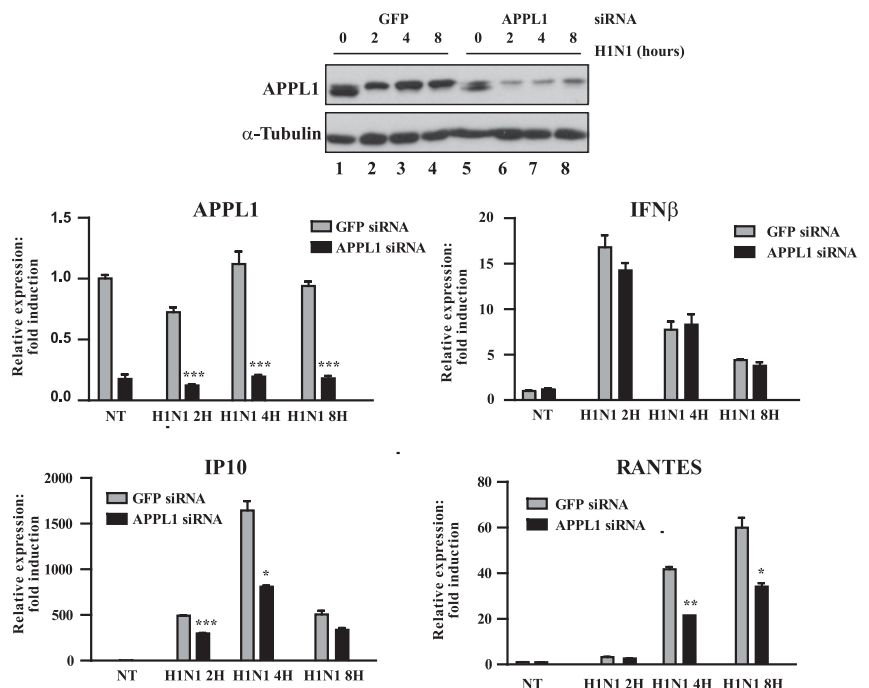 GFP APPL1 siRNA
0 2 4 8 0 2 4 8
H1N1 (hours)
APPL1
α-Tubulin
1 2 3 4 5 6 7 8
APPL1
Relative expression:
fold induction
1.5
1.0
0.5
0.0
GFP siRNA
APPL1 siRNA
*** *** ***
NT H1N1 2H H1N1 4H H1N1 8H
IFNβ
Relative expression:
fold induction
20
15
10
5
0
GFP siRNA
APPL1 siRNA
NT H1N1 2H H1N1 4H H1N1 8H
IP10
Relative expression:
fold induction
2000
1500
1000
500
0
GFP siRNA
APPL1 siRNA
*** *
NT H1N1 2H H1N1 4H H1N1 8H
RANTES
Relative expression:
fold induction
80
60
40
20
0
GFP siRNA
APPL1 siRNA
** *
NT H1N1 2H H1N1 4H H1N1 8H